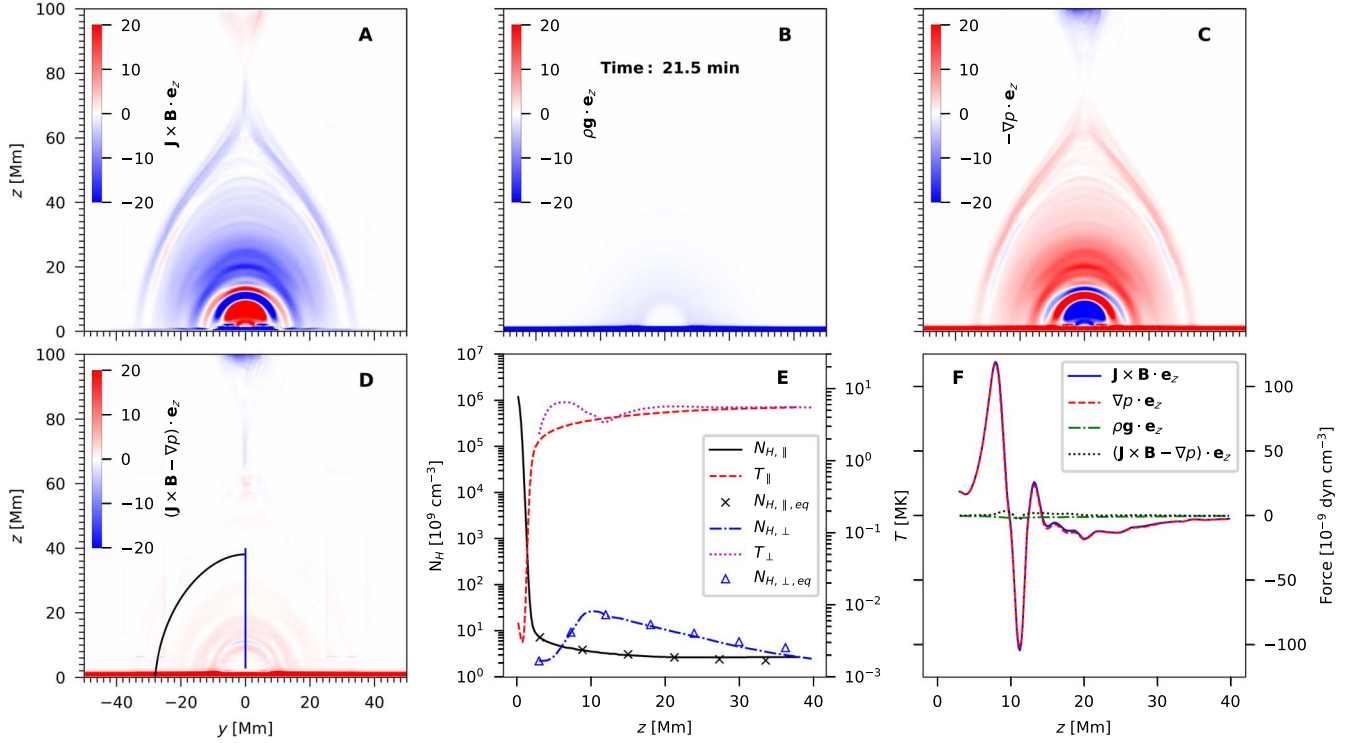 A
20
10
0
−10
−20
J × B · e_z
100
80
60
40
20
0
z [Mm]
B
Time: 21.5 min
20
10
0
−10
−20
ρg · e_z
C
20
10
0
−10
−20
−∇p · e_z
D
20
10
0
−10
−20
(J × B − ∇p) · e_z
100
80
60
40
20
0
z [Mm]
−40 −20 0 20 40
y [Mm]
E
10^7
10^6
10^5
10^4
10^3
10^2
10^1
10^0
N_H [10^9 cm^−3]
N_H, ∥
T_∥
N_H, ∥, eq
N_H, ⊥
T_⊥
N_H, ⊥, eq
10^1
10^0
10^−1
10^−2
10^−3
T [MK]
0 10 20 30 40
z [Mm]
F
J × B · e_z
∇p · e_z
ρg · e_z
(J × B − ∇p) · e_z
100
50
0
−50
−100
Force [10^−9 dyn cm^−3]
0 10 20 30 40
z [Mm]